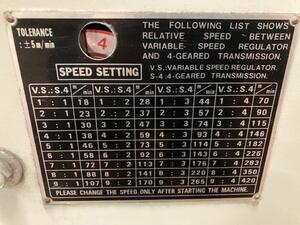 TOLERANCE
: ±5m/min
4
THE FOLLOWING LIST SHOWS
RELATIVE SPEED BETWEEN
VARIABLE SPEED REGULATOR
AND 4-GEARED TRANSMISSION.
V.S.:VARIABLE SPEED REGULATOR.
S-4:4-GEARED TRANSMISSION.
SPEED SETTING
V.S.:S.4 m/min V.S.:S.4 m/min V.S.:S.4 m/min V.S.:S.4 m/min
1 : 1 18 1 : 2 28 1 : 3 44 1 : 4 70
2 : 1 23 2 : 2 37 2 : 3 57 2 : 4 90
3 : 1 30 3 : 2 47 3 : 3 74 3 : 4 115
4 : 1 38 4 : 2 59 4 : 3 93 4 : 4 146
5 : 1 46 5 : 2 73 5 : 3 114 5 : 4 182
6 : 1 58 6 : 2 92 6 : 3 142 6 : 4 226
7 : 1 72 7 : 2 113 7 : 3 176 7 : 4 283
8 : 1 88 8 : 2 141 8 : 3 220 8 : 4 350
9 : 1 107 9 : 2 170 9 : 3 265 9 : 4 420
PLEASE CHANGE THE SPEED ONLY AFTER STARTING THE MACHINE.